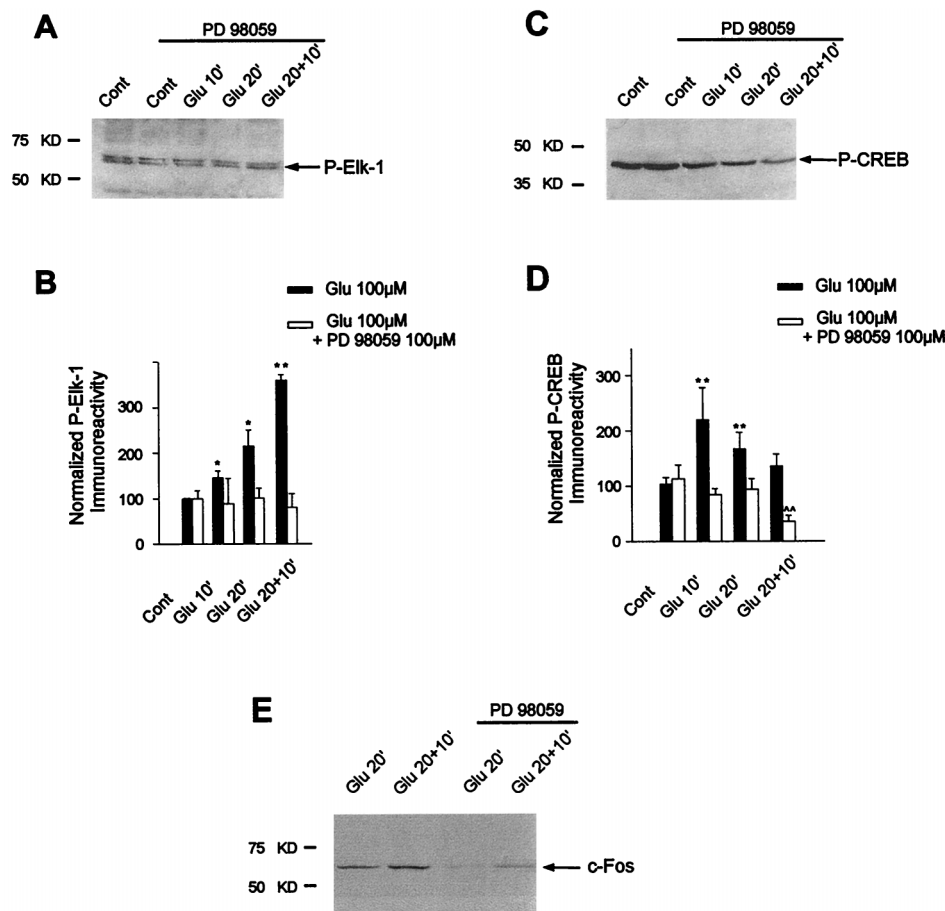 A
PD 98059
Cont Cont Glu 10' Glu 20' Glu 20+10'
75 KD
50 KD
P-Elk-1
C
PD 98059
Cont Cont Glu 10' Glu 20' Glu 20+10'
50 KD
35 KD
P-CREB
B
Glu 100µM
Glu 100µM
+ PD 98059 100µM
Normalized P-Elk-1
Immunoreactivity
300
200
100
0
* * **
Cont Glu 10' Glu 20' Glu 20+10'
D
Glu 100µM
Glu 100µM
+ PD 98059 100µM
Normalized P-CREB
Immunoreactivity
300
200
100
0
** ** ^^
Cont Glu 10' Glu 20' Glu 20+10'
E
PD 98059
Glu 20' Glu 20+10' Glu 20' Glu 20+10'
75 KD
50 KD
c-Fos